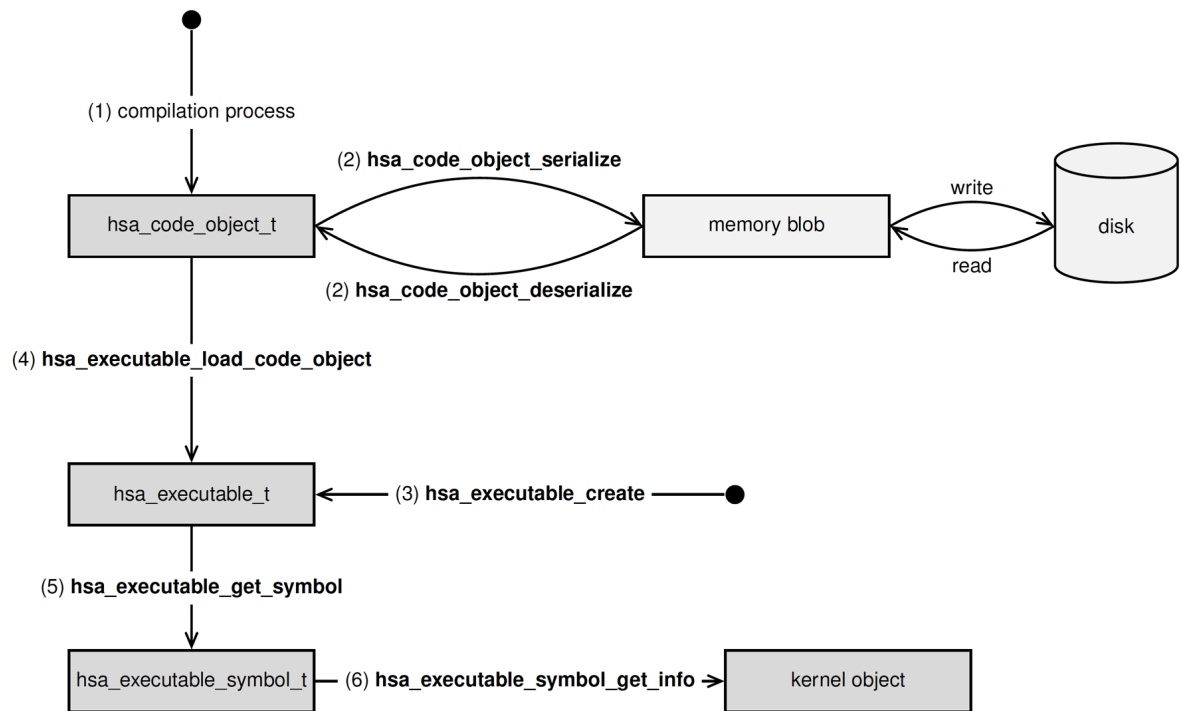 (1) compilation process
(2) hsa_code_object_serialize
write
hsa_code_object_t
memory blob
disk
read
(2) hsa_code_object_deserialize
(4) hsa_executable_load_code_object
hsa_executable_t
(3) hsa_executable_create
(5) hsa_executable_get_symbol
hsa_executable_symbol_t
(6) hsa_executable_symbol_get_info
kernel object